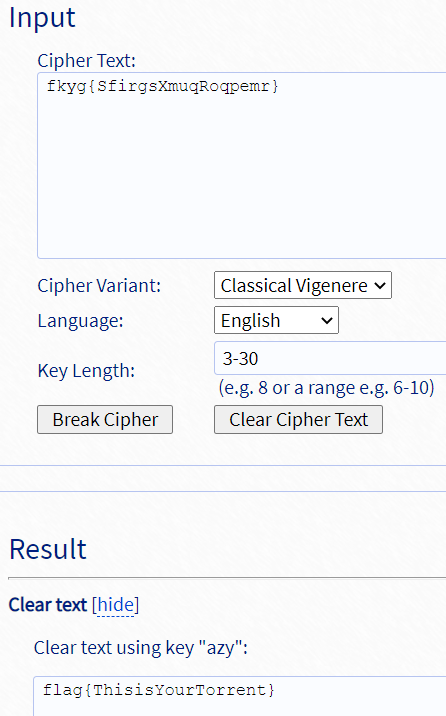 Input
Cipher Text:
fkyg{SfirgsXmuqRoqpemr}
Cipher Variant: Classical Vigenere
Language: English
Key Length: 3-30
(e.g. 8 or a range e.g. 6-10)
Break Cipher Clear Cipher Text
Result
Clear text [hide]
Clear text using key "azy":
flag{ThisisYourTorrent}